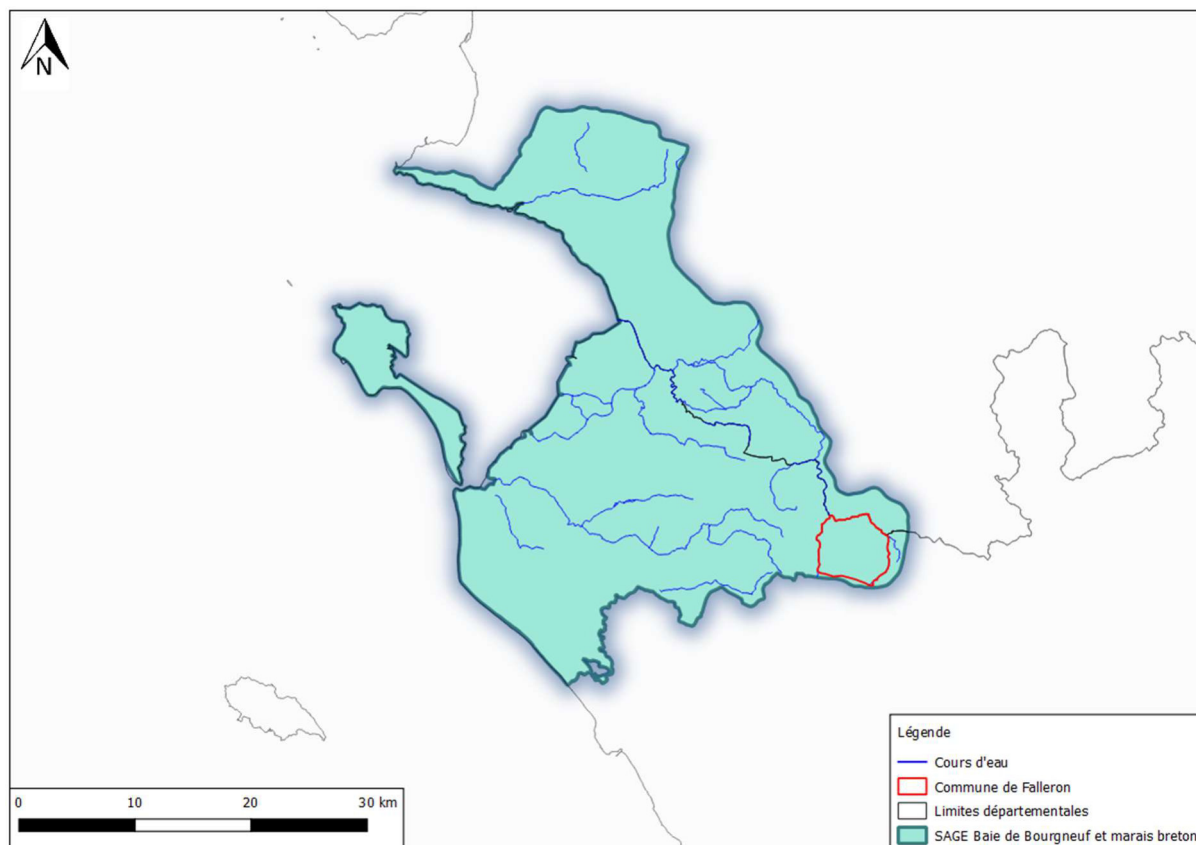 N
Légende
Cours d'eau
Commune de Falleron
Limites départementales
SAGE Baie de Bourgneuf et marais breton
0 10 20 30 km